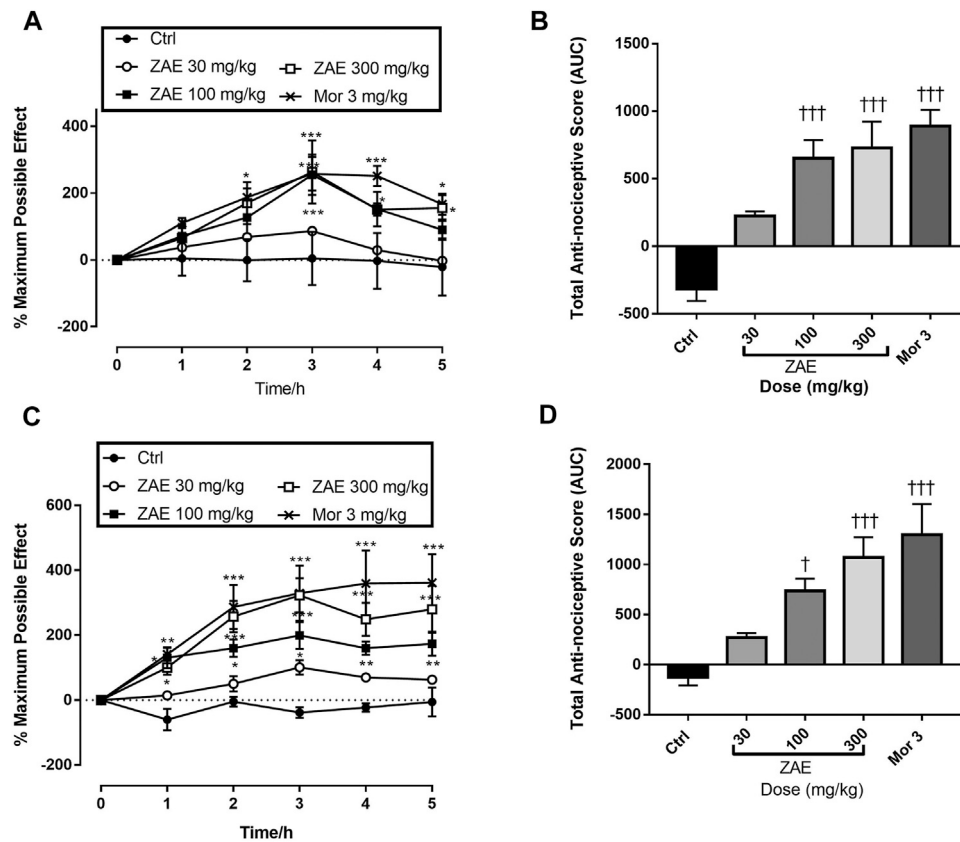 A
Ctrl
ZAE 30 mg/kg
ZAE 300 mg/kg
ZAE 100 mg/kg
Mor 3 mg/kg
% Maximum Possible Effect
400
200
0
-200
***
***
***
***
*
*
*
*
0 1 2 3 4 5
Time/h
B
Total Anti-nociceptive Score (AUC)
1500
1000
500
0
-500
††† ††† †††
Ctrl 30 100 300 Mor 3
ZAE
Dose (mg/kg)
C
Ctrl
ZAE 30 mg/kg
ZAE 300 mg/kg
ZAE 100 mg/kg
Mor 3 mg/kg
% Maximum Possible Effect
600
400
200
0
-200
*** *** *** ***
*** ***
** *** ***
* * * ** **
*
0 1 2 3 4 5
Time/h
D
Total Anti-nociceptive Score (AUC)
2000
1500
1000
500
0
-500
† ††† †††
Ctrl 30 100 300 Mor 3
ZAE
Dose (mg/kg)